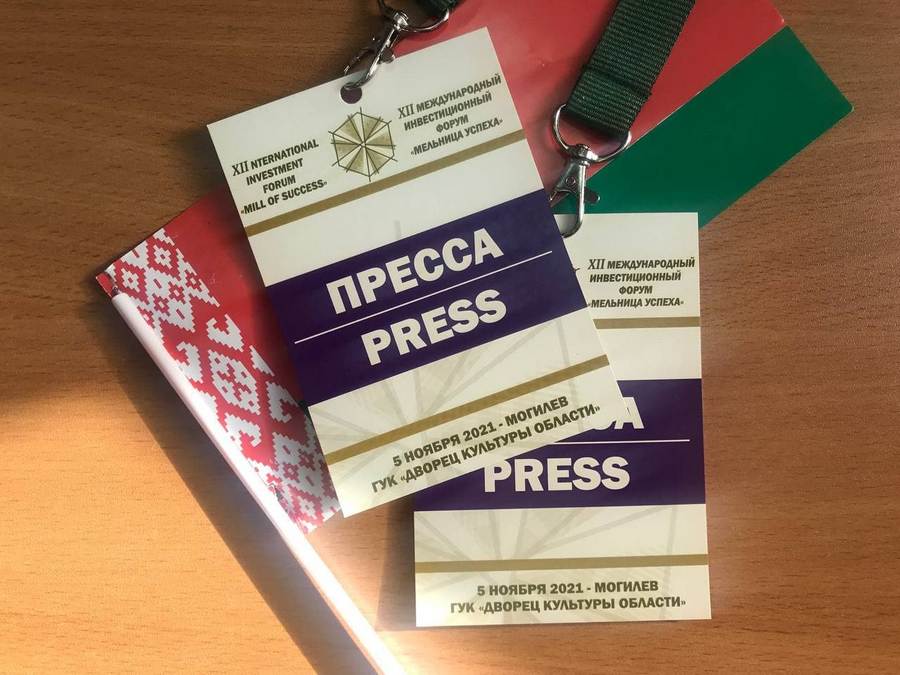 XII NTERNATIONAL
INVESTMENT
FORUM
«MILL OF SUCCESS»
XII МЕЖДУНАРОДНЫЙ
ИНВЕСТИЦИОННЫЙ
ФОРУМ
«МЕЛЬНИЦА УСПЕХА»
ПРЕССА
PRESS
5 НОЯБРЯ 2021 - МОГИЛЕВ
ГУК «ДВОРЕЦ КУЛЬТУРЫ ОБЛАСТИ»
XII МЕЖДУНАРОДНЫЙ
ИНВЕСТИЦИОННЫЙ
ФОРУМ
«МЕЛЬНИЦА УСПЕХА»
PRESS
5 НОЯБРЯ 2021 - МОГИЛЕВ
ГУК «ДВОРЕЦ КУЛЬТУРЫ ОБЛАСТИ»